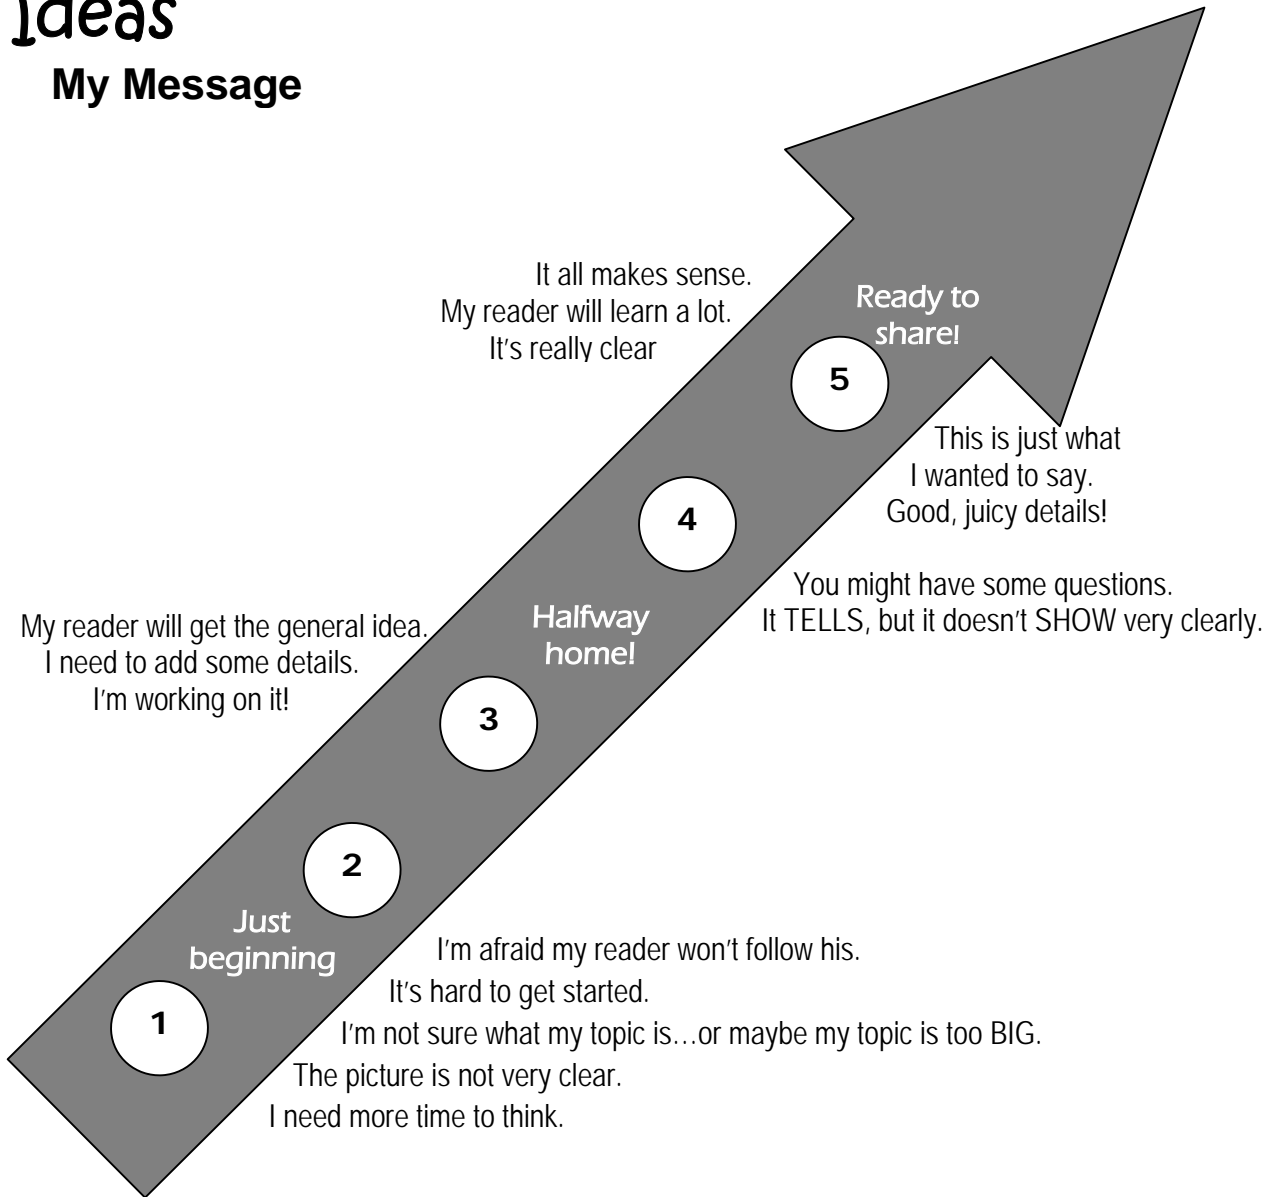 Ideas
My Message
It all makes sense.
My reader will learn a lot.
It's really clear
Ready to
share!
5
This is just what
I wanted to say.
Good, juicy details!
4
You might have some questions.
It TELLS, but it doesn't SHOW very clearly.
Halfway
home!
My reader will get the general idea.
I need to add some details.
I'm working on it!
3
2
Just
beginning
I'm afraid my reader won't follow his.
It's hard to get started.
I'm not sure what my topic is…or maybe my topic is too BIG.
The picture is not very clear.
I need more time to think.
1